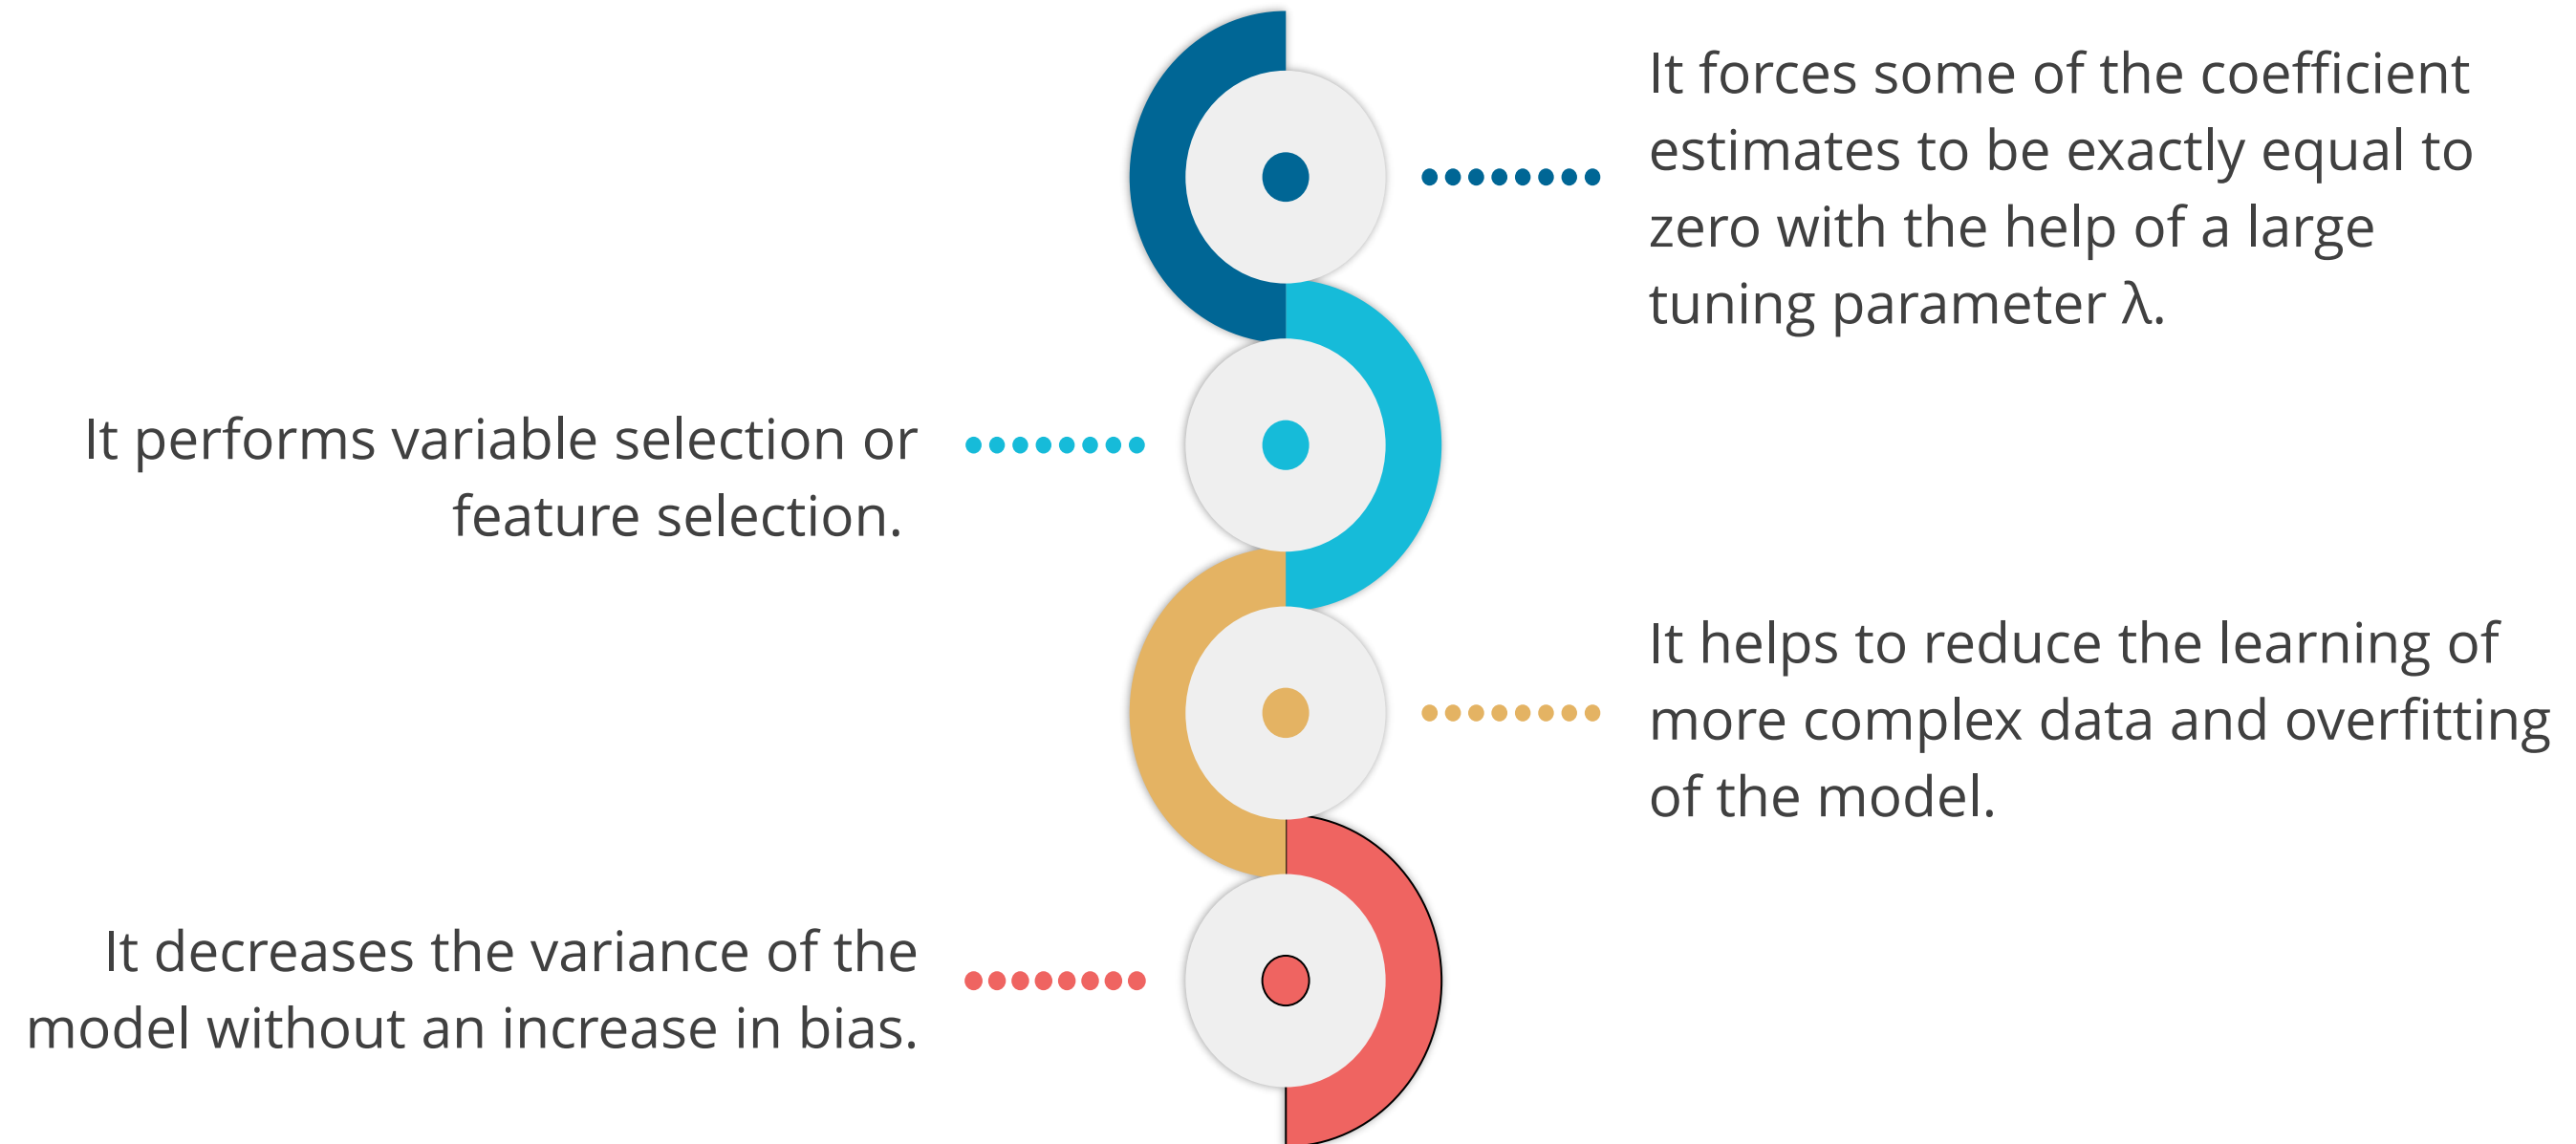 It forces some of the coefficient
estimates to be exactly equal to
zero with the help of a large
tuning parameter λ.
It performs variable selection or
feature selection.
It helps to reduce the learning of
more complex data and overfitting
of the model.
It decreases the variance of the
model without an increase in bias.